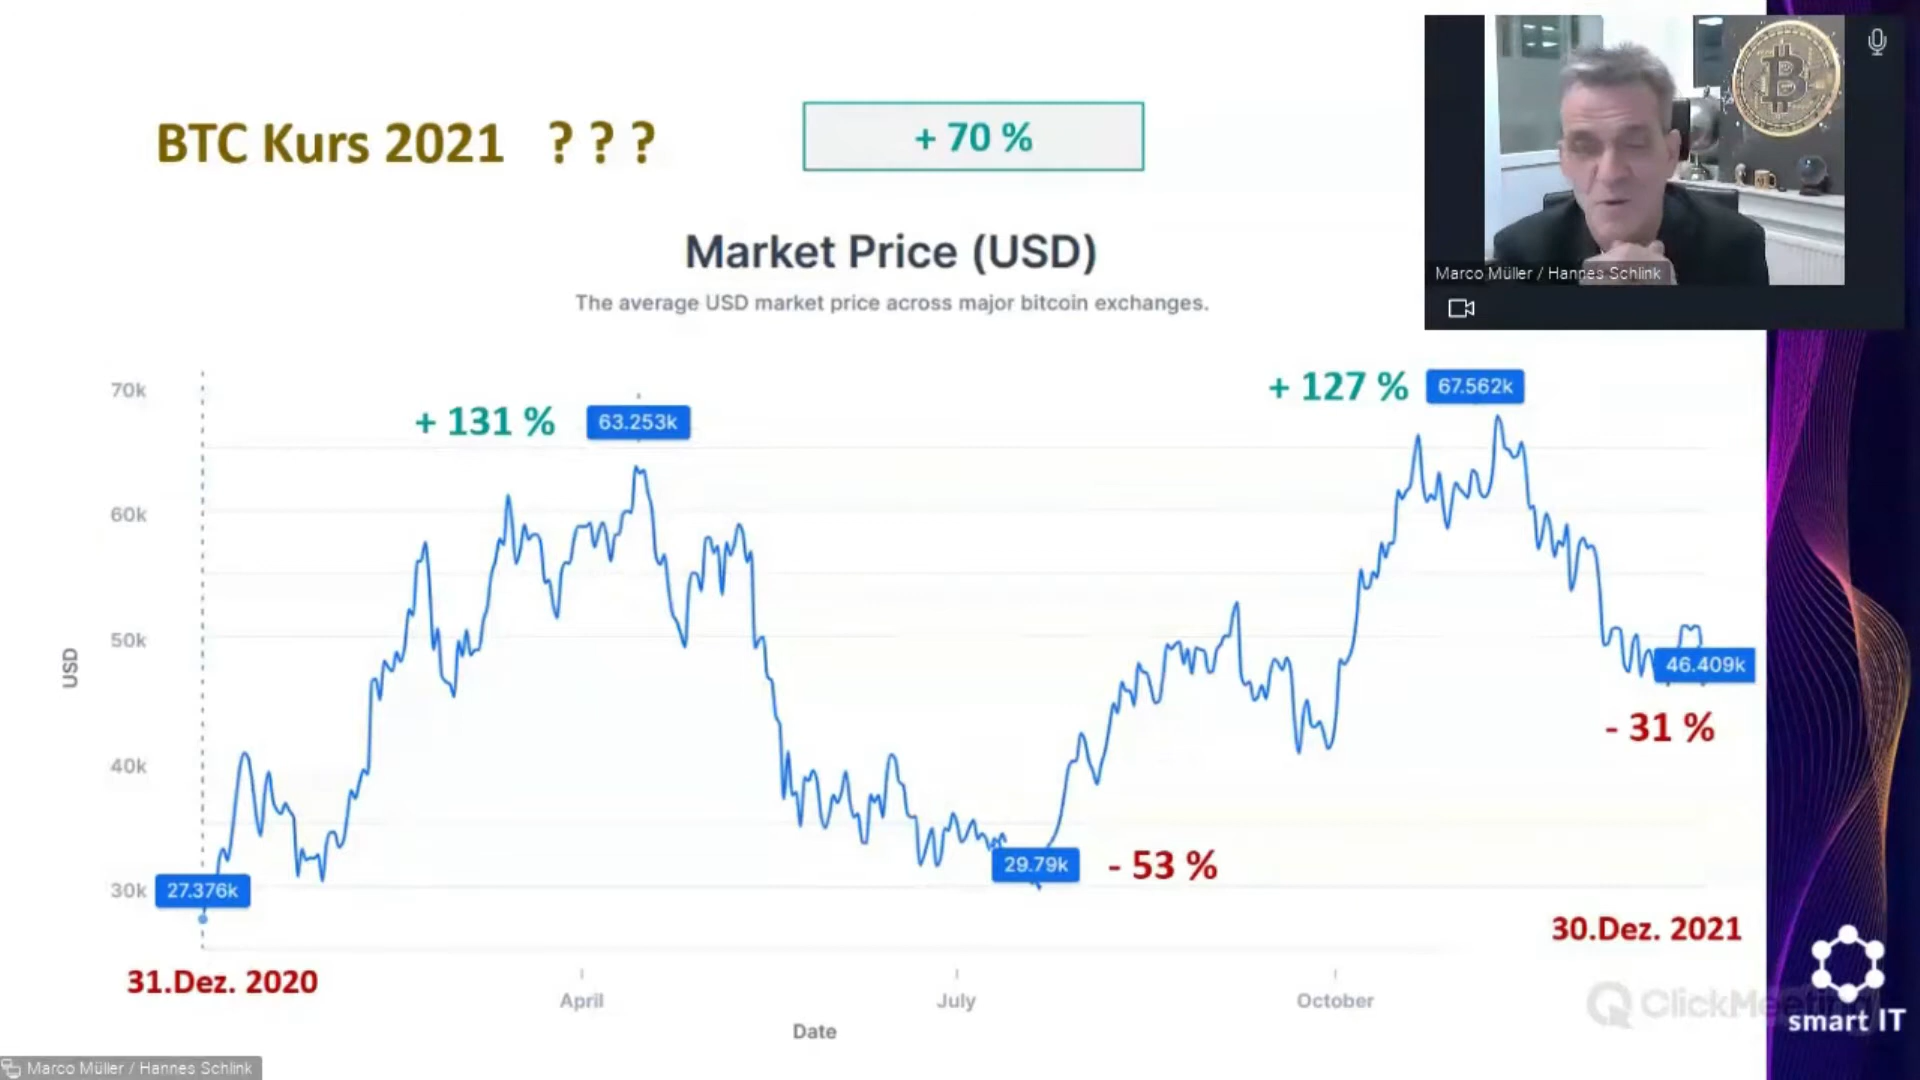 BTC Kurs 2021 ? ? ?
+ 70 %
Marco Müller / Hannes Schlink
Market Price (USD)
The average USD market price across major bitcoin exchanges.
70k
60k
50k
40k
30k
USD
+ 131 %
63.253k
+ 127 %
67.562k
46.409k
- 31 %
29.79k
- 53 %
27.376k
31.Dez. 2020
30.Dez. 2021
April
July
October
Date
ClickMeeting
smart IT
Marco Müller / Hannes Schlink